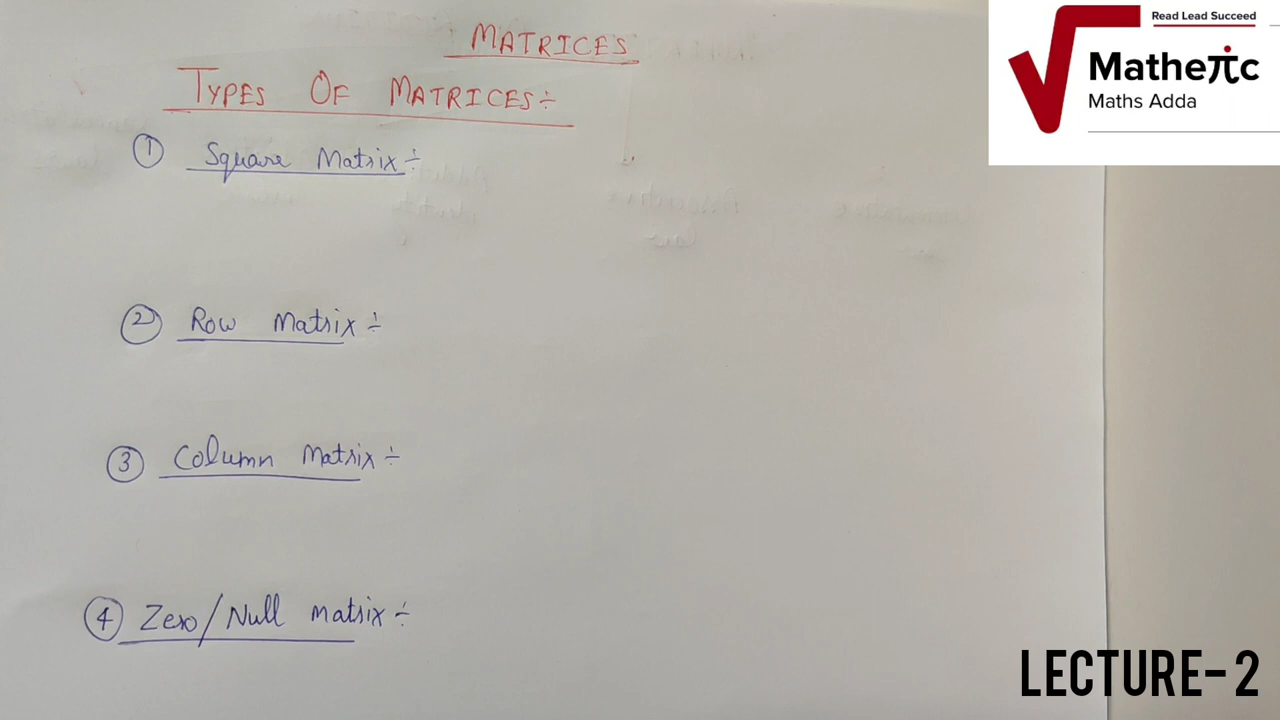 MATRICES
Read Lead Succeed
Matheπc
Maths Adda
TYPES OF MATRICES÷
① Square Matrix÷
② Row Matrix÷
③ Column Matrix÷
④ Zero/Null matrix÷
LECTURE-2